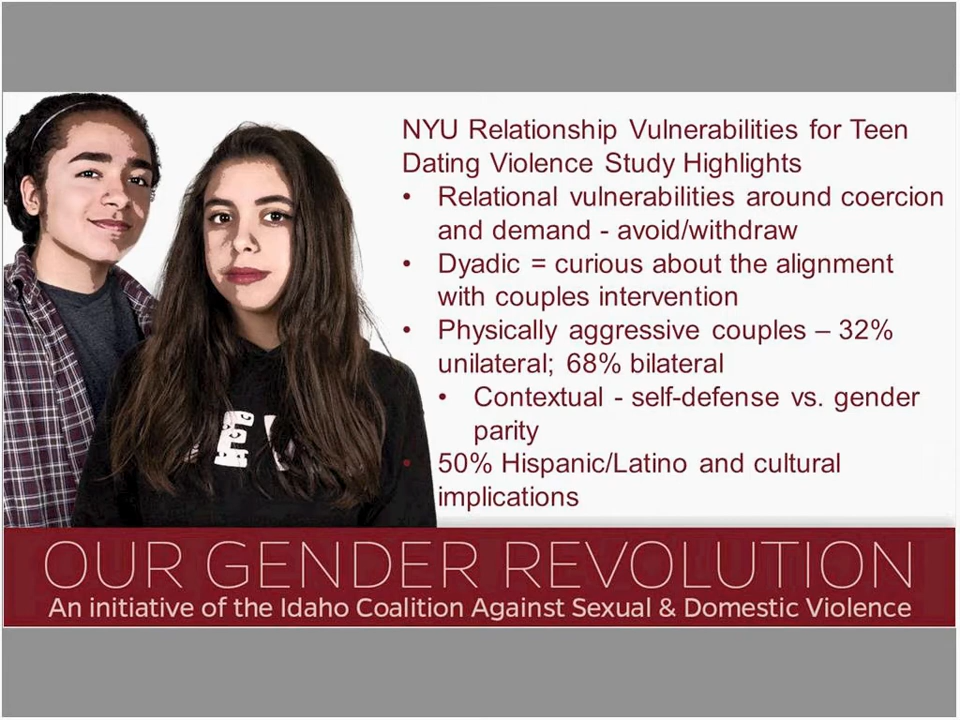 NYU Relationship Vulnerabilities for Teen
Dating Violence Study Highlights
• Relational vulnerabilities around coercion
and demand - avoid/withdraw
• Dyadic = curious about the alignment
with couples intervention
• Physically aggressive couples – 32%
unilateral; 68% bilateral
• Contextual - self-defense vs. gender
parity
• 50% Hispanic/Latino and cultural
implications
OUR GENDER REVOLUTION
An initiative of the Idaho Coalition Against Sexual & Domestic Violence